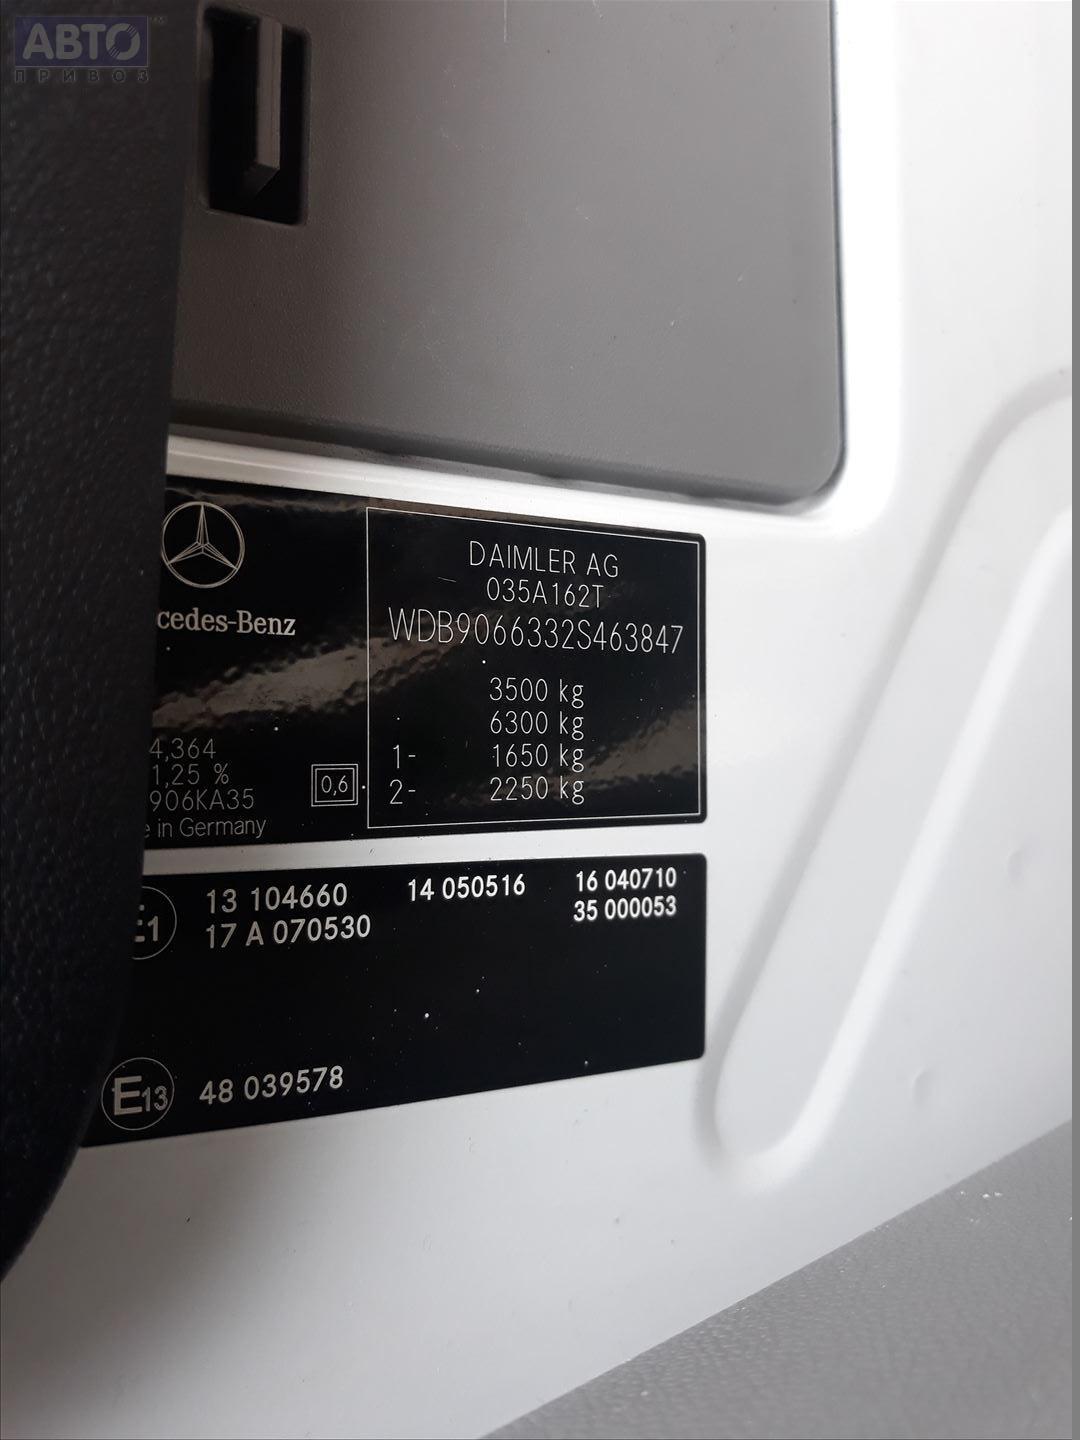 АВТО™
ПРИВОЗ
cedes-Benz
4,364
1,25 %
906KA35
0,6
e in Germany
DAIMLER AG
035A162T
WDB9066332S463847
3500 kg
6300 kg
1- 1650 kg
2- 2250 kg
E1
13 104660 14 050516 16 040710
17 A 070530 35 000053
E13 48 039578